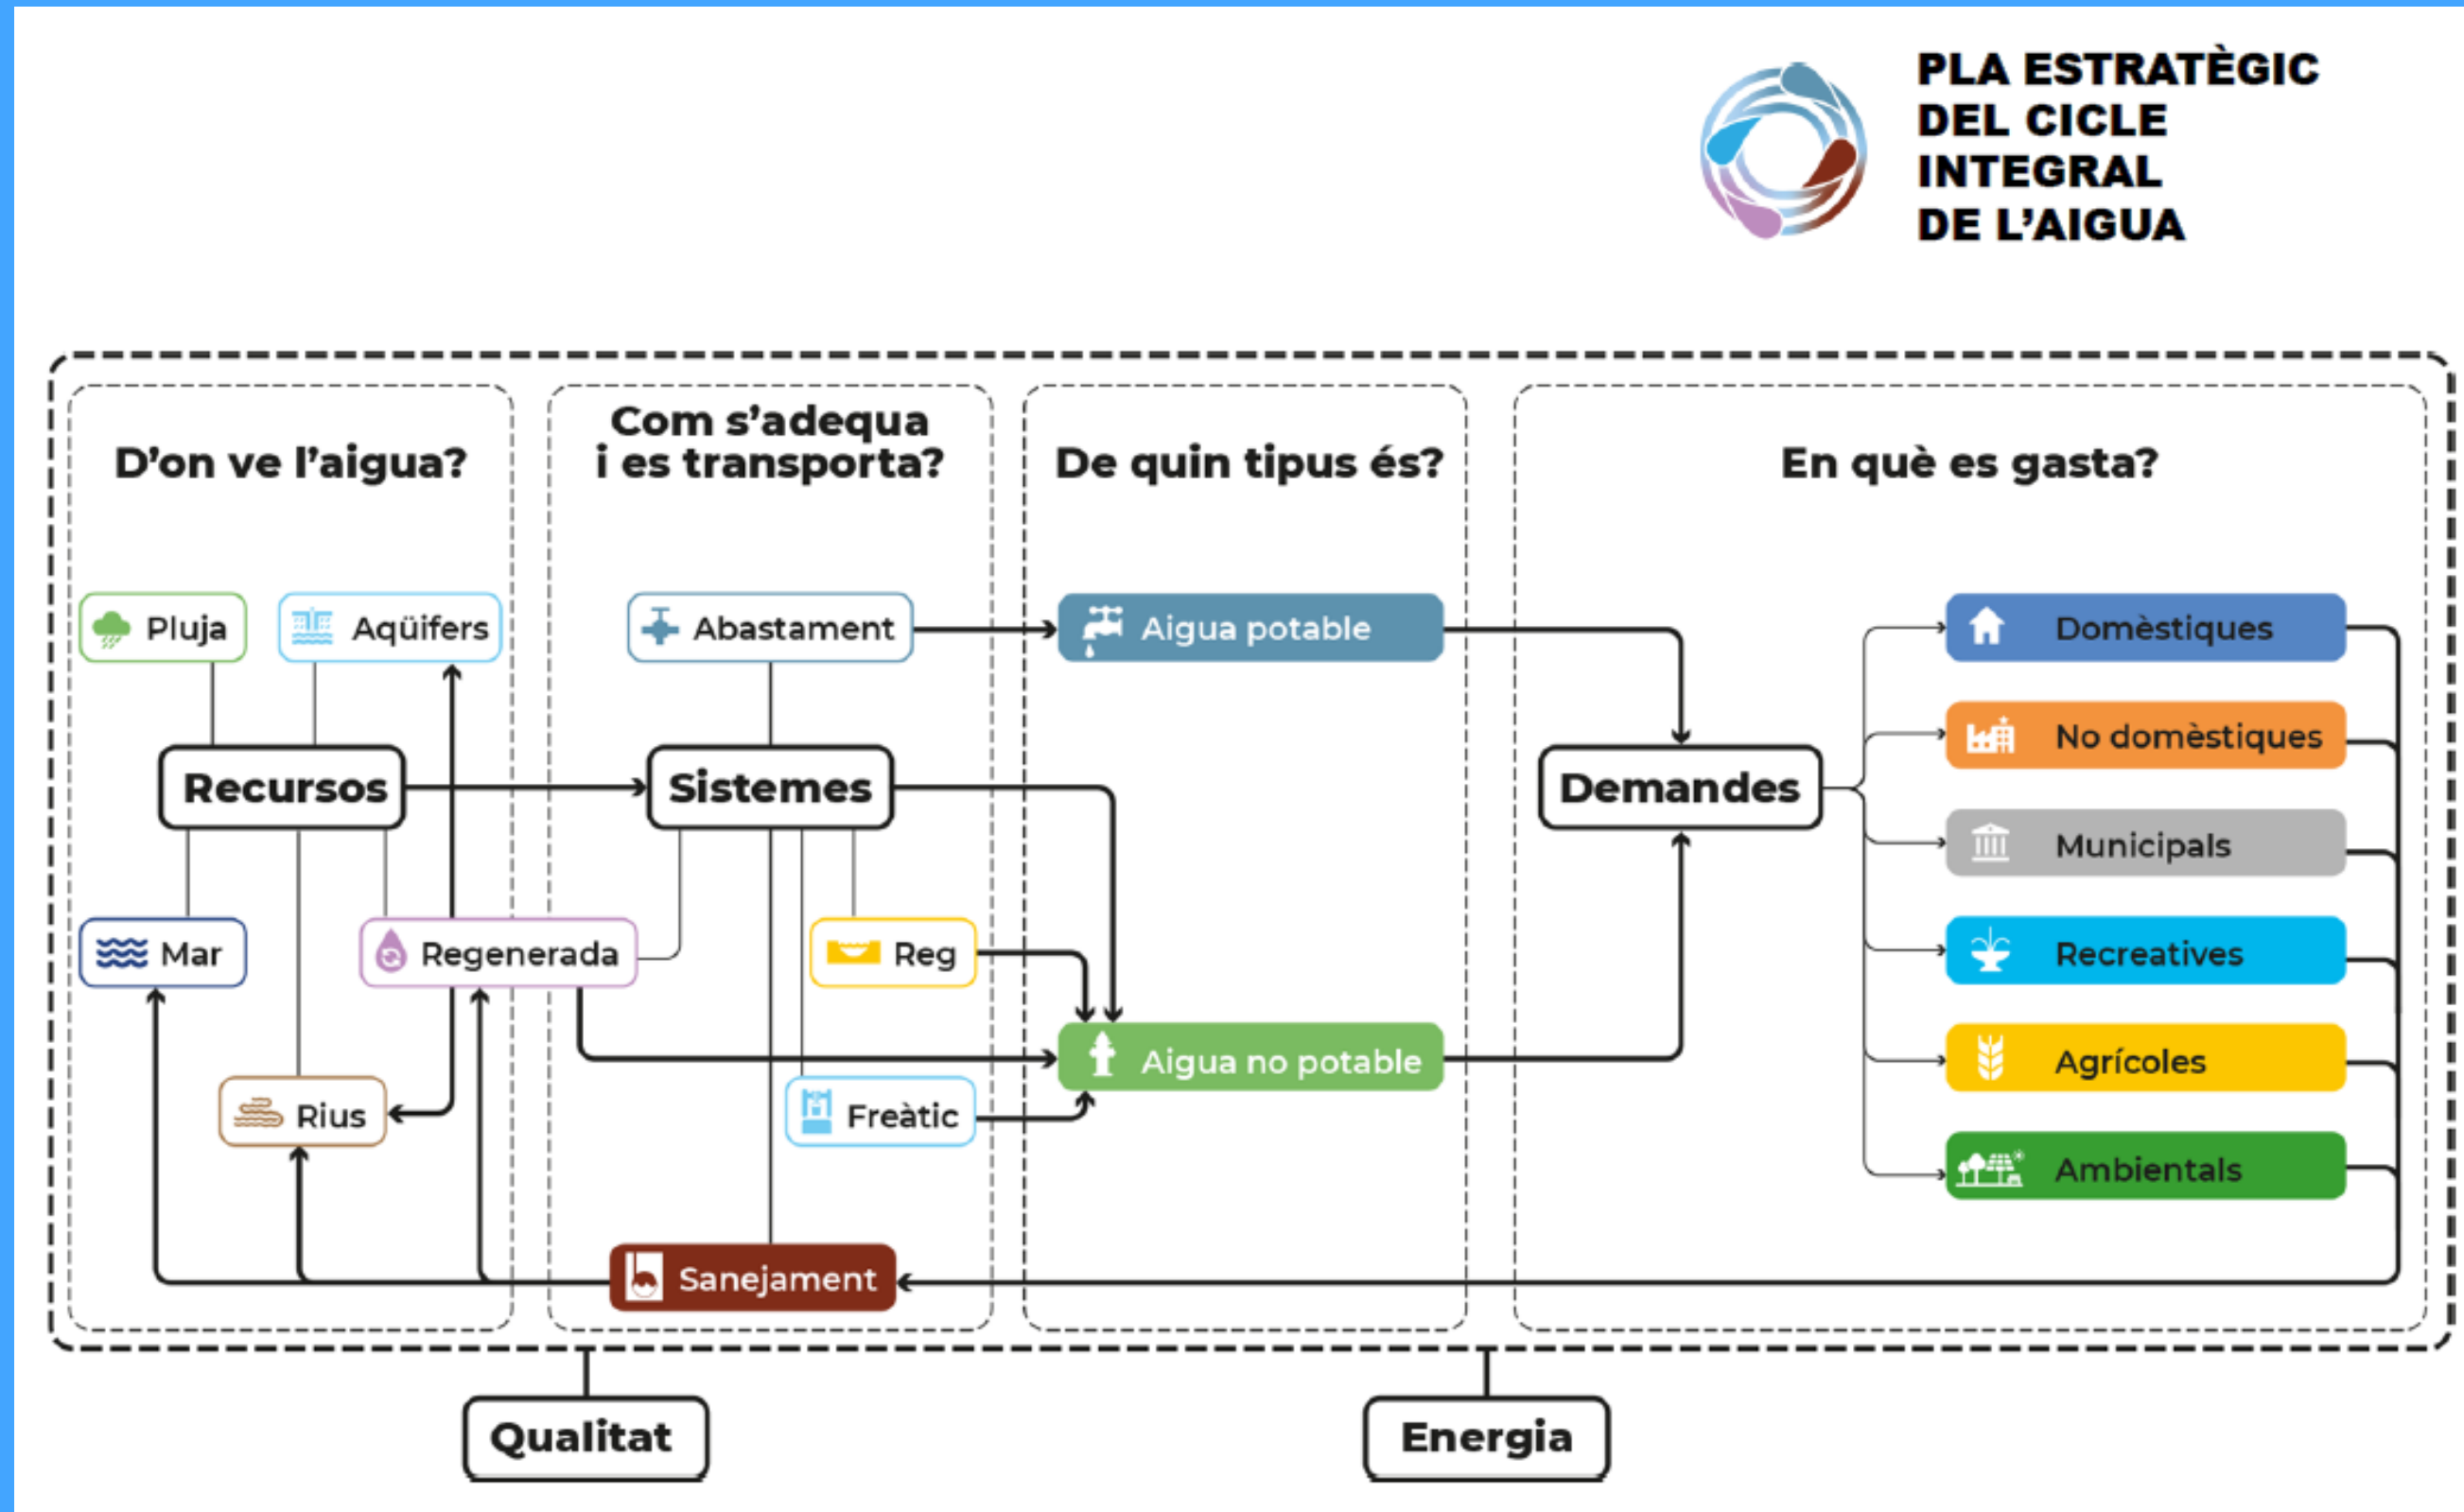 PLA ESTRATÈGIC
DEL CICLE
INTEGRAL
DE L'AIGUA
D'on ve l'aigua?
Com s'adequa
i es transporta?
De quin tipus és?
En què es gasta?
Pluja
Aqüifers
Abastament
Aigua potable
Domèstiques
No domèstiques
Recursos
Sistemes
Demandes
Municipals
Mar
Regenerada
Reg
Recreatives
Rius
Freàtic
Aigua no potable
Agrícoles
Ambientals
Sanejament
Qualitat
Energia